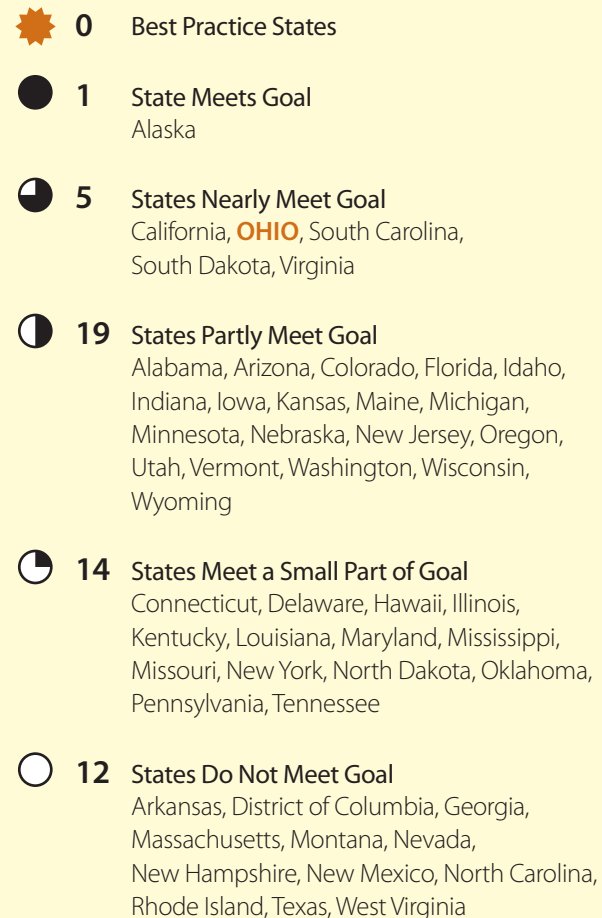 0 Best Practice States
1 State Meets Goal
Alaska
5 States Nearly Meet Goal
California, OHIO, South Carolina,
South Dakota, Virginia
19 States Partly Meet Goal
Alabama, Arizona, Colorado, Florida, Idaho,
Indiana, Iowa, Kansas, Maine, Michigan,
Minnesota, Nebraska, New Jersey, Oregon,
Utah, Vermont, Washington, Wisconsin,
Wyoming
14 States Meet a Small Part of Goal
Connecticut, Delaware, Hawaii, Illinois,
Kentucky, Louisiana, Maryland, Mississippi,
Missouri, New York, North Dakota, Oklahoma,
Pennsylvania, Tennessee
12 States Do Not Meet Goal
Arkansas, District of Columbia, Georgia,
Massachusetts, Montana, Nevada,
New Hampshire, New Mexico, North Carolina,
Rhode Island, Texas, West Virginia